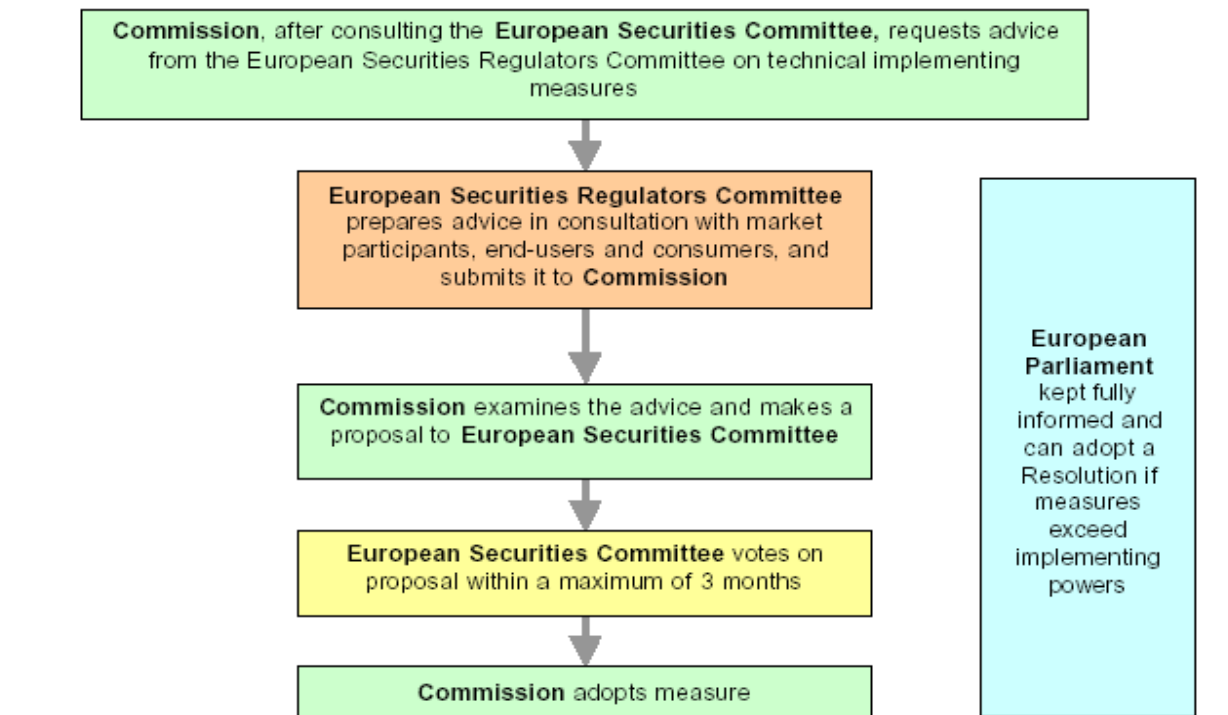 Commission, after consulting the European Securities Committee, requests advice
from the European Securities Regulators Committee on technical implementing
measures
European Securities Regulators Committee
prepares advice in consultation with market
participants, end-users and consumers, and
submits it to Commission
Commission examines the advice and makes a
proposal to European Securities Committee
European Securities Committee votes on
proposal within a maximum of 3 months
Commission adopts measure
European
Parliament
kept fully
informed and
can adopt a
Resolution if
measures
exceed
implementing
powers